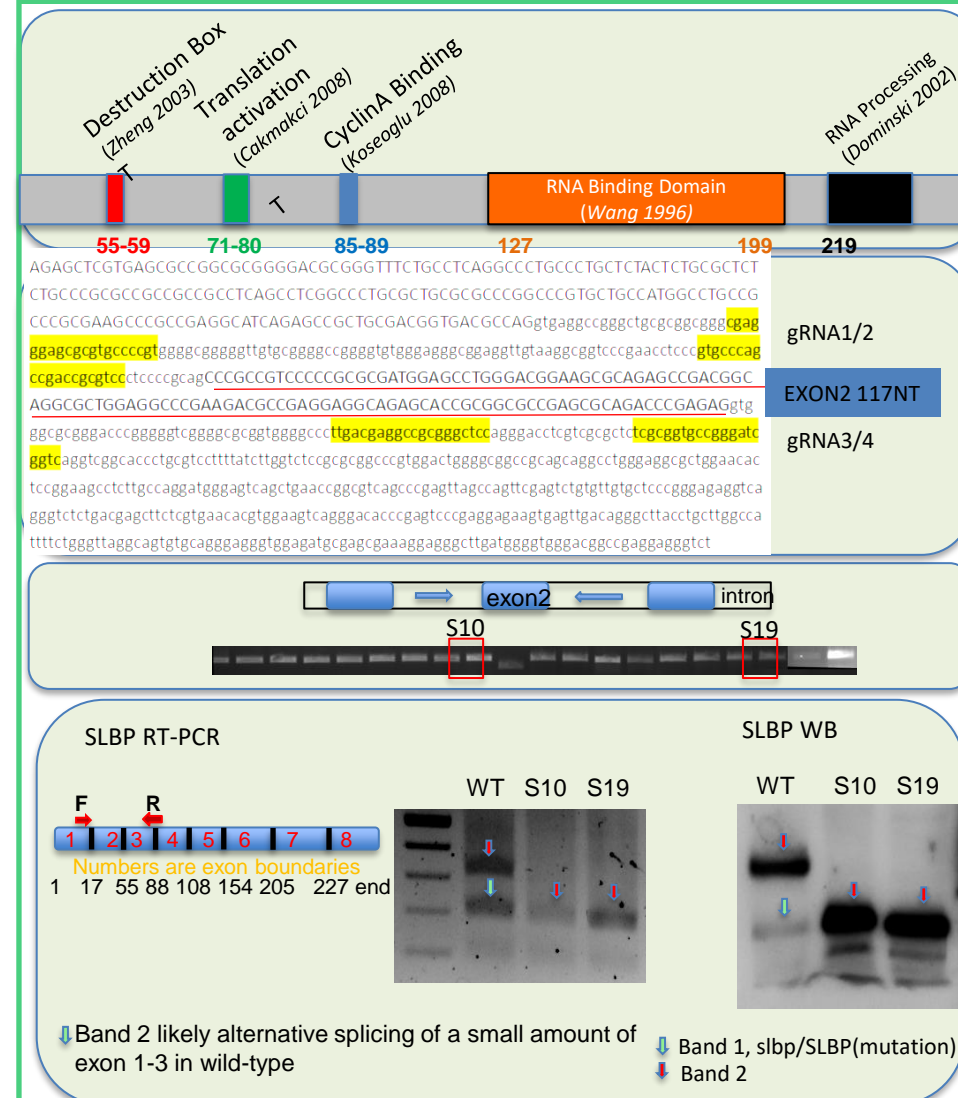 Destruction Box
(Zheng 2003)
Translation
activation
(Cakmakci 2008)
CyclinA Binding
(Koseoglu 2008)
RNA Processing
(Dominski 2002)
T
T
RNA Binding Domain
(Wang 1996)
55-59
71-80
85-89
127
199
219
AGAGCTCGTGAGCGCCGGCGCGGGGACGCGGGTTTCTGCCTCAGGCCCTGCCCTGCTCTACTCTGCGCTCT
CTGCCCGCGCCGCCGCCGCCTCAGCCTCGGCCCTGCGCTGCGCGCCCGGCCCGTGCTGCCATGGCCTGCCG
CCCGCGAAGCCCGCCGAGGCATCAGAGCCGCTGCGACGGTGACGCCAGgtgaggccgggctgcgcggcgggcgag
ggagcgcgtgccccgtggggcgggggttgtgcggggccggggtgtgggagggcggaggttgtaaggcggtcccgaacctcccgtgcccag
ccgaccgcgtccctccccgcagCCCGCCGTCCCCCGCGCGATGGAGCCTGGGACGGAAGCGCAGAGCCGACGGC
AGGCGCTGGAGGCCCGAAGACGCCGAGGAGGCAGAGCACCGCGGCGCCGAGCGCAGACCCGAGAGgtg
ggcgcgggacccgggggtcggggcgcggtggggcccttgacgaggccgcgggctccagggacctcgtcgcgctctcgcggtgccgggatc
ggtcaggtcggcaccctgcgtccttttatcttggtctccgcgcggcccgtggactggggcggccgcagcaggcctgggaggcgctggaacac
tccggaagcctcttgccaggatgggagtcagctgaaccggcgtcagcccgagttagccagttcgagtctgtgttgtgctcccgggagaggtca
gggtctctgacgagcttctcgtgaacacgtggaagtcagggacacccgagtcccgaggagaagtgagttgacagggcttacctgcttggcca
ttttctgggttaggcagtgtgcagggagggtggagatgcgagcgaaaggagggcttgatggggtgggacggccgaggagggtct
gRNA1/2
EXON2 117NT
gRNA3/4
exon2
intron
S10
S19
SLBP RT-PCR
SLBP WB
F
R
1 2 3 4 5 6 7 8
Numbers are exon boundaries
1 17 55 88 108 154 205 227 end
WT S10 S19
WT S10 S19
Band 2 likely alternative splicing of a small amount of
exon 1-3 in wild-type
Band 1, slbp/SLBP(mutation)
Band 2